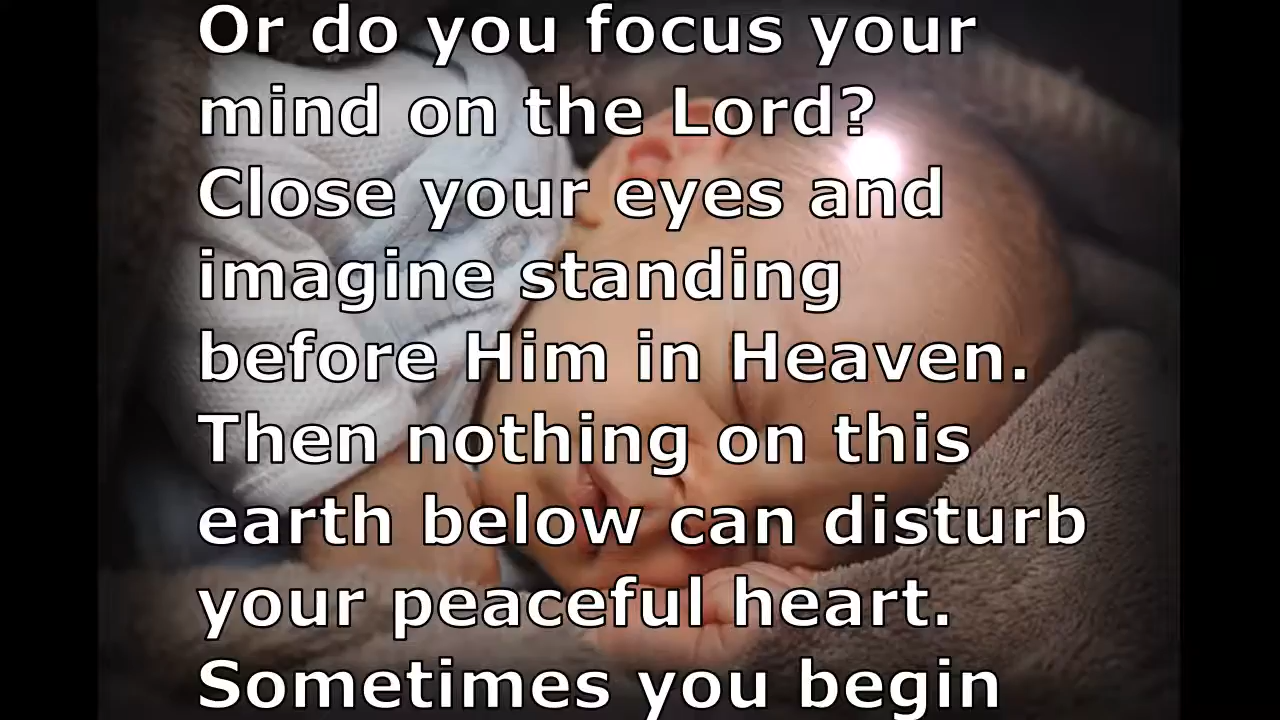 Or do you focus your
mind on the Lord?
Close your eyes and
imagine standing
before Him in Heaven.
Then nothing on this
earth below can disturb
your peaceful heart.
Sometimes you begin